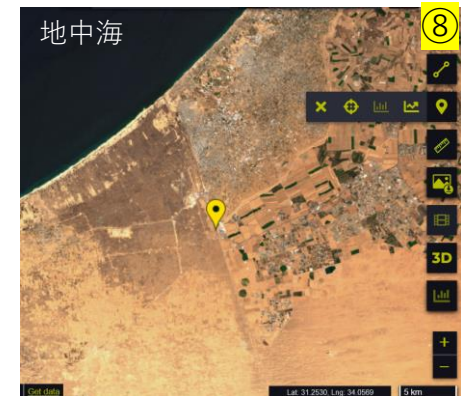 地中海
⑧
3D
+
−
Get data
Lat: 31.2530, Lng: 34.0569
5 km